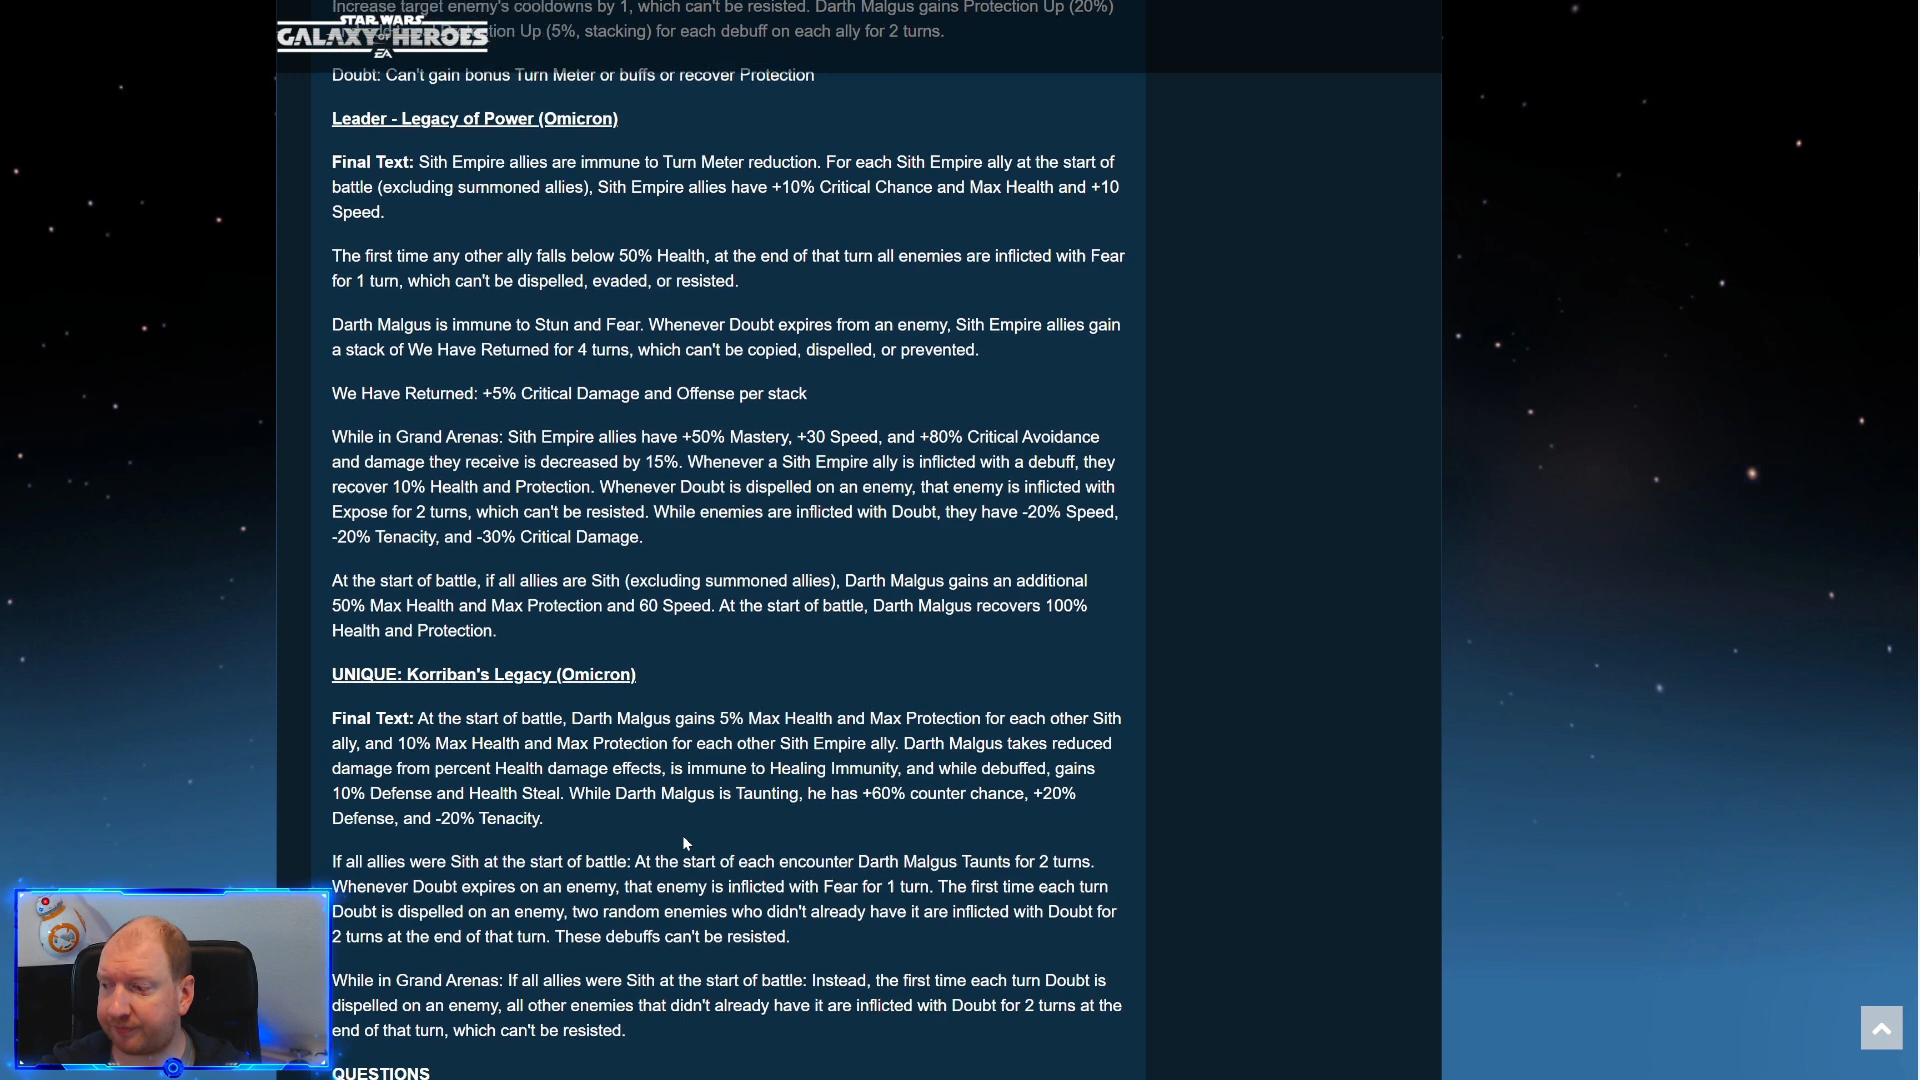 Increase target enemy's cooldowns by 1, which can't be resisted. Darth Malgus gains Protection Up (20%)
STAR WARS
GALAXY OF HEROES
EA
tion Up (5%, stacking) for each debuff on each ally for 2 turns.
Doubt: Can't gain bonus Turn Meter or buffs or recover Protection
Leader - Legacy of Power (Omicron)
Final Text: Sith Empire allies are immune to Turn Meter reduction. For each Sith Empire ally at the start of
battle (excluding summoned allies), Sith Empire allies have +10% Critical Chance and Max Health and +10
Speed.
The first time any other ally falls below 50% Health, at the end of that turn all enemies are inflicted with Fear
for 1 turn, which can't be dispelled, evaded, or resisted.
Darth Malgus is immune to Stun and Fear. Whenever Doubt expires from an enemy, Sith Empire allies gain
a stack of We Have Returned for 4 turns, which can't be copied, dispelled, or prevented.
We Have Returned: +5% Critical Damage and Offense per stack
While in Grand Arenas: Sith Empire allies have +50% Mastery, +30 Speed, and +80% Critical Avoidance
and damage they receive is decreased by 15%. Whenever a Sith Empire ally is inflicted with a debuff, they
recover 10% Health and Protection. Whenever Doubt is dispelled on an enemy, that enemy is inflicted with
Expose for 2 turns, which can't be resisted. While enemies are inflicted with Doubt, they have -20% Speed,
-20% Tenacity, and -30% Critical Damage.
At the start of battle, if all allies are Sith (excluding summoned allies), Darth Malgus gains an additional
50% Max Health and Max Protection and 60 Speed. At the start of battle, Darth Malgus recovers 100%
Health and Protection.
UNIQUE: Korriban's Legacy (Omicron)
Final Text: At the start of battle, Darth Malgus gains 5% Max Health and Max Protection for each other Sith
ally, and 10% Max Health and Max Protection for each other Sith Empire ally. Darth Malgus takes reduced
damage from percent Health damage effects, is immune to Healing Immunity, and while debuffed, gains
10% Defense and Health Steal. While Darth Malgus is Taunting, he has +60% counter chance, +20%
Defense, and -20% Tenacity.
If all allies were Sith at the start of battle: At the start of each encounter Darth Malgus Taunts for 2 turns.
Whenever Doubt expires on an enemy, that enemy is inflicted with Fear for 1 turn. The first time each turn
Doubt is dispelled on an enemy, two random enemies who didn't already have it are inflicted with Doubt for
2 turns at the end of that turn. These debuffs can't be resisted.
While in Grand Arenas: If all allies were Sith at the start of battle: Instead, the first time each turn Doubt is
dispelled on an enemy, all other enemies that didn't already have it are inflicted with Doubt for 2 turns at the
end of that turn, which can't be resisted.
QUESTIONS